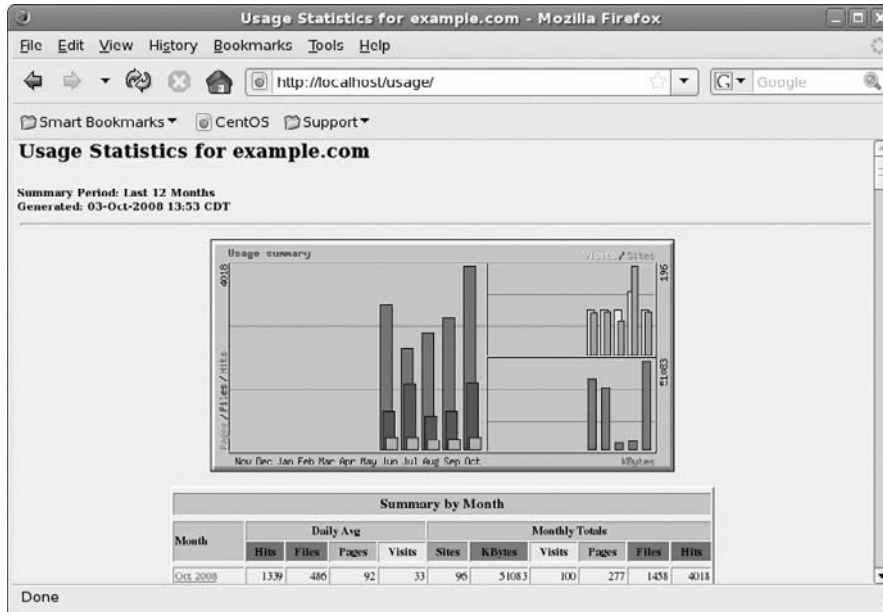 Usage Statistics for example.com - Mozilla Firefox
File Edit View History Bookmarks Tools Help
http://localhost/usage/
G Google
Smart Bookmarks CentOS Support
Usage Statistics for example.com
Summary Period: Last 12 Months
Generated: 03-Oct-2008 13:53 CDT
Usage summary
Visits/Sites
4018
196
Pages/Files/Hits
51083
Nov Dec Jan Feb Mar Apr May Jun Jul Aug Sep Oct
KBytes
Summary by Month
Month Daily Avg Monthly Totals
Hits Files Pages Visits Sites KBytes Visits Pages Files Hits
Oct 2008 1339 486 92 33 96 51083 100 277 1458 4018
Done